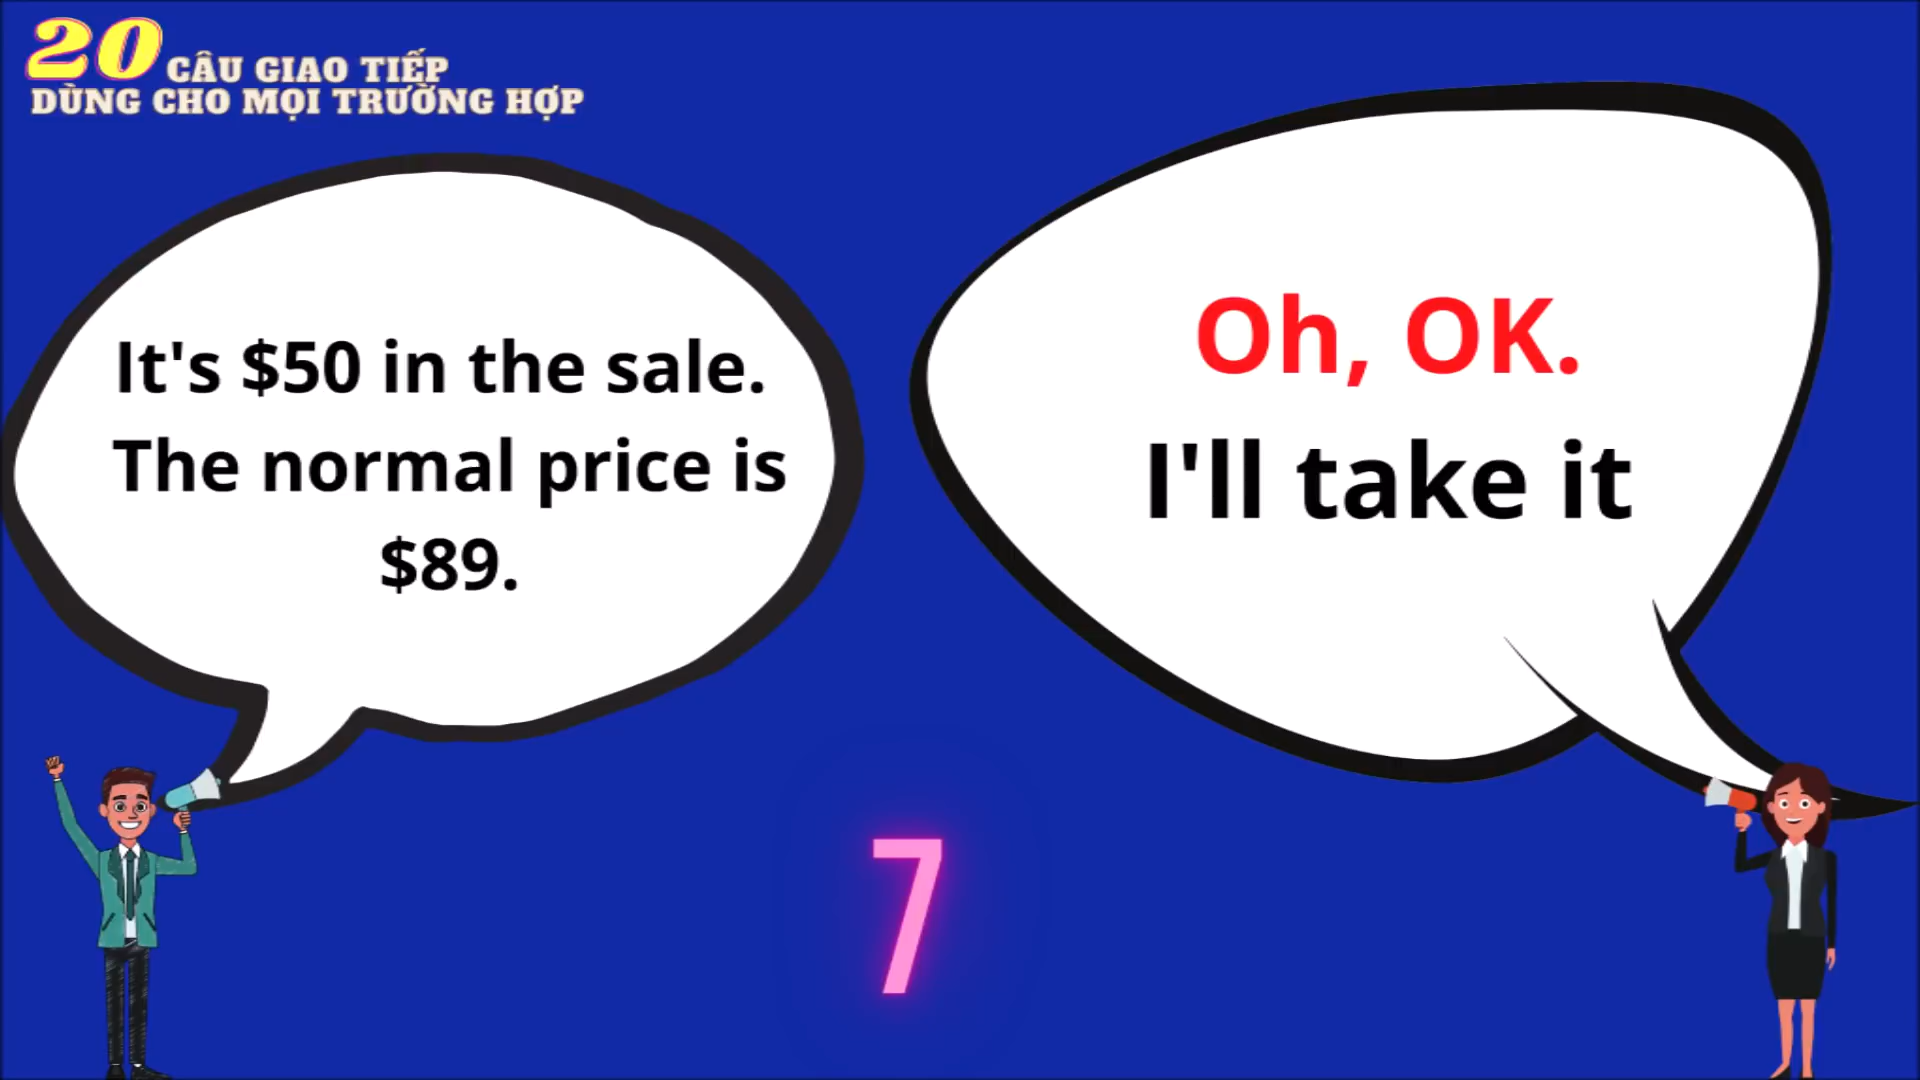 20 CÂU GIAO TIẾP
DÙNG CHO MỌI TRƯỜNG HỢP
It's $50 in the sale.
The normal price is
$89.
Oh, OK.
I'll take it
7